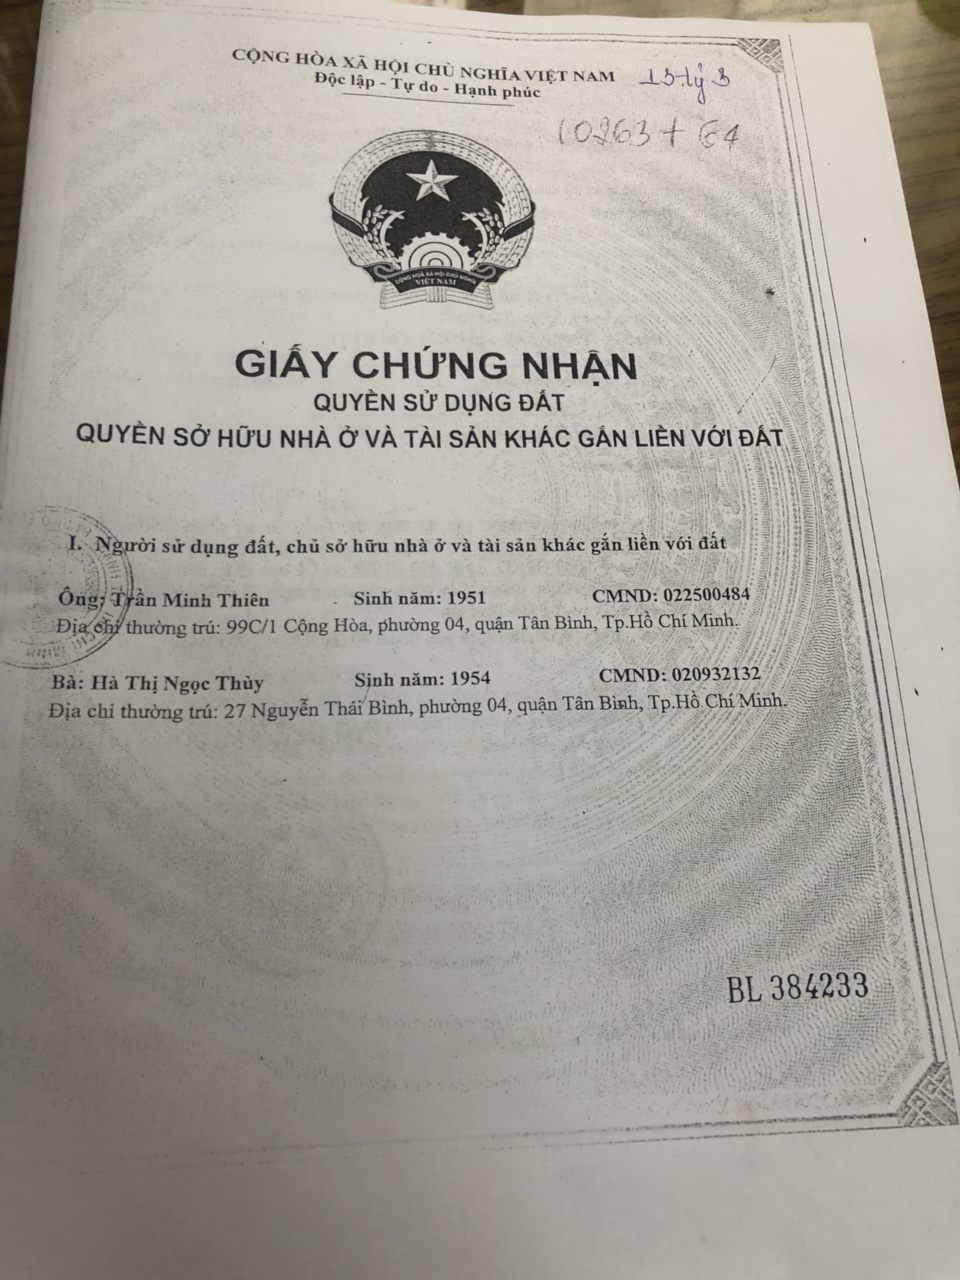 CỘNG HÒA XÃ HỘI CHỦ NGHĨA VIỆT NAM
Độc lập - Tự do - Hạnh phúc
13 tỷ 3
10263 + 64
CỘNG HOÀ XÃ HỘI CHỦ NGHĨA
VIỆT NAM
GIẤY CHỨNG NHẬN
QUYỀN SỬ DỤNG ĐẤT
QUYỀN SỞ HỮU NHÀ Ở VÀ TÀI SẢN KHÁC GẮN LIỀN VỚI ĐẤT
I. Người sử dụng đất, chủ sở hữu nhà ở và tài sản khác gắn liền với đất
Ông: Trần Minh Thiên Sinh năm: 1951 CMND: 022500484
Địa chỉ thường trú: 99C/1 Cộng Hòa, phường 04, quận Tân Bình, Tp.Hồ Chí Minh.
Bà: Hà Thị Ngọc Thủy Sinh năm: 1954 CMND: 020932132
Địa chỉ thường trú: 27 Nguyễn Thái Bình, phường 04, quận Tân Bình, Tp.Hồ Chí Minh.
BL 384233